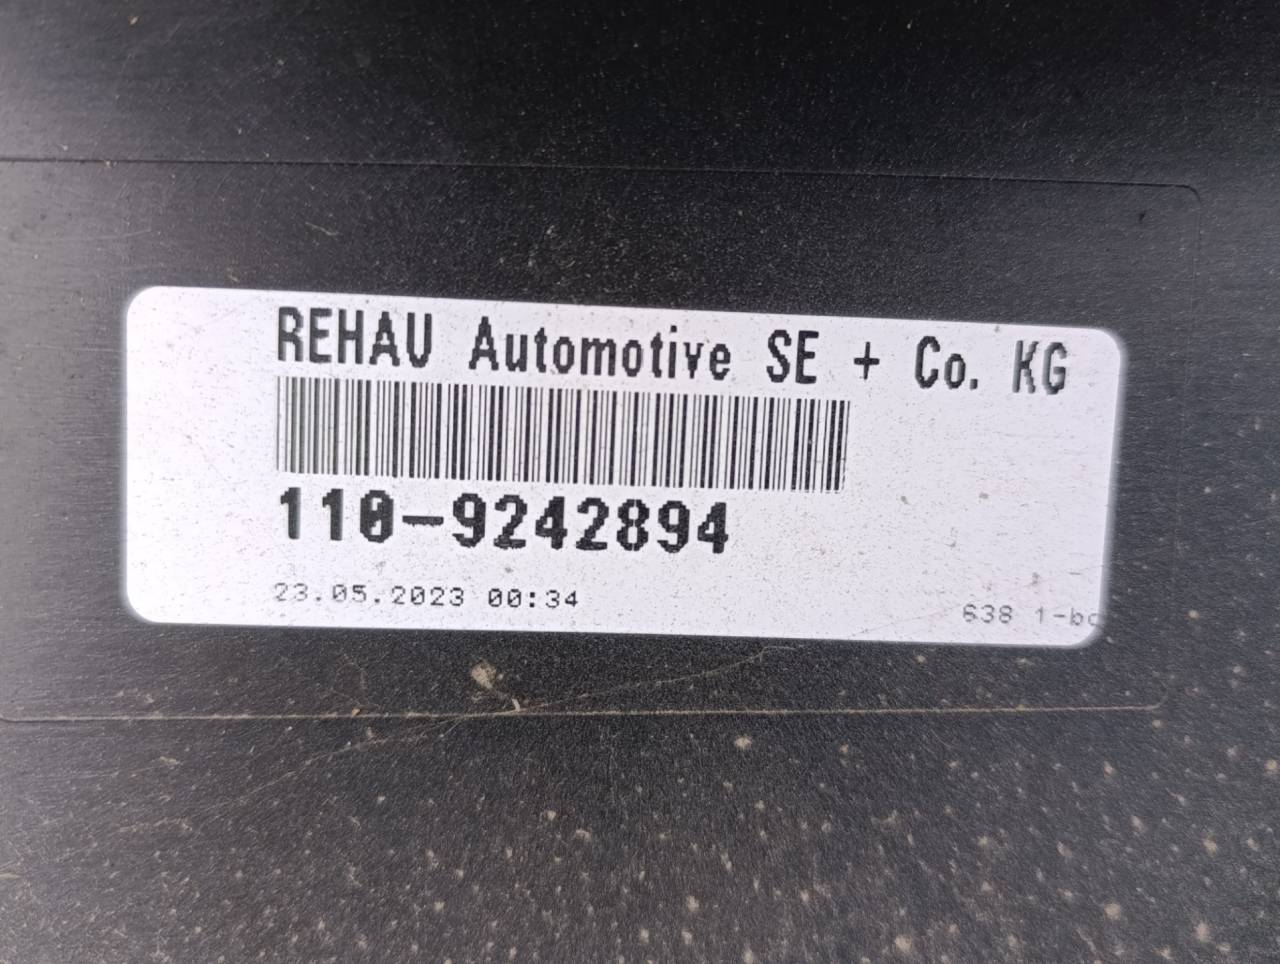 REHAU Automotive SE + Co. KG
110-9242894
23.05.2023 00:34
638 1-bc